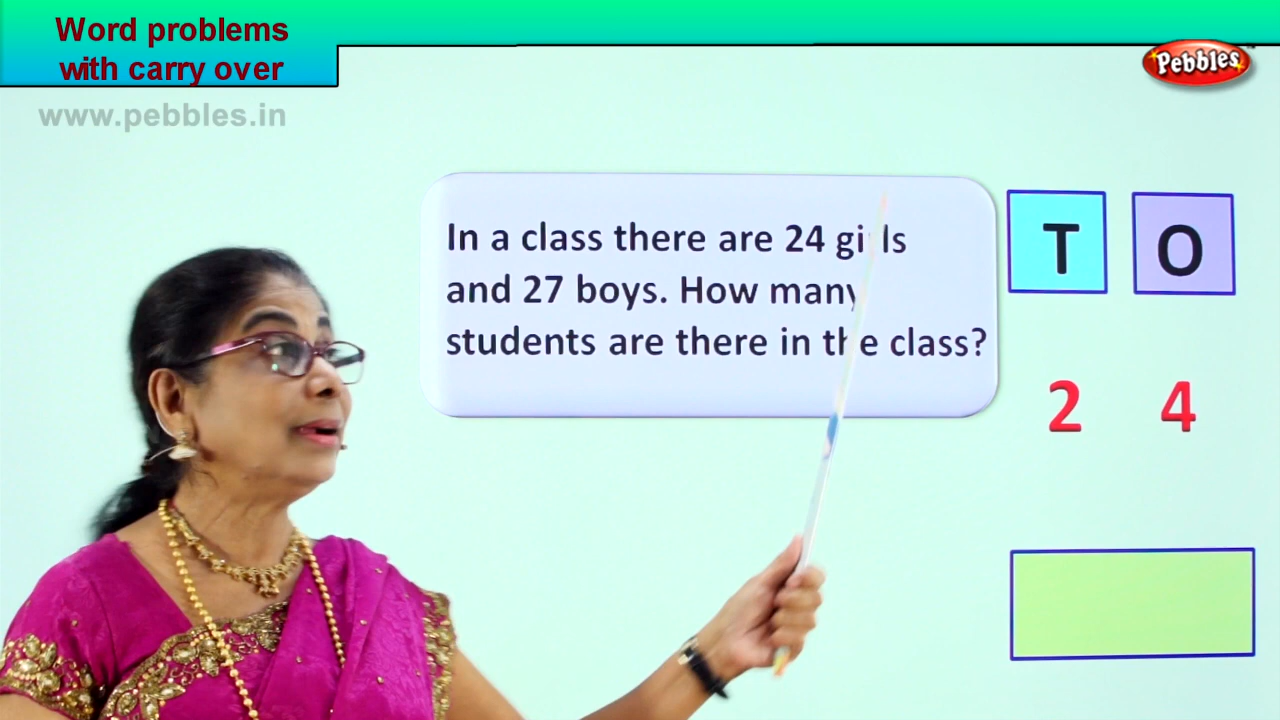 Word problems
with carry over
Pebbles
www.pebbles.in
In a class there are 24 girls
and 27 boys. How many
students are there in the class?
T O
2 4